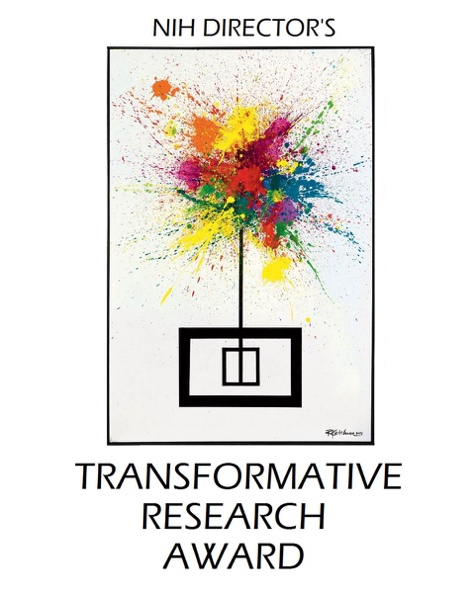 NIH DIRECTOR'S
TRANSFORMATIVE
RESEARCH
AWARD